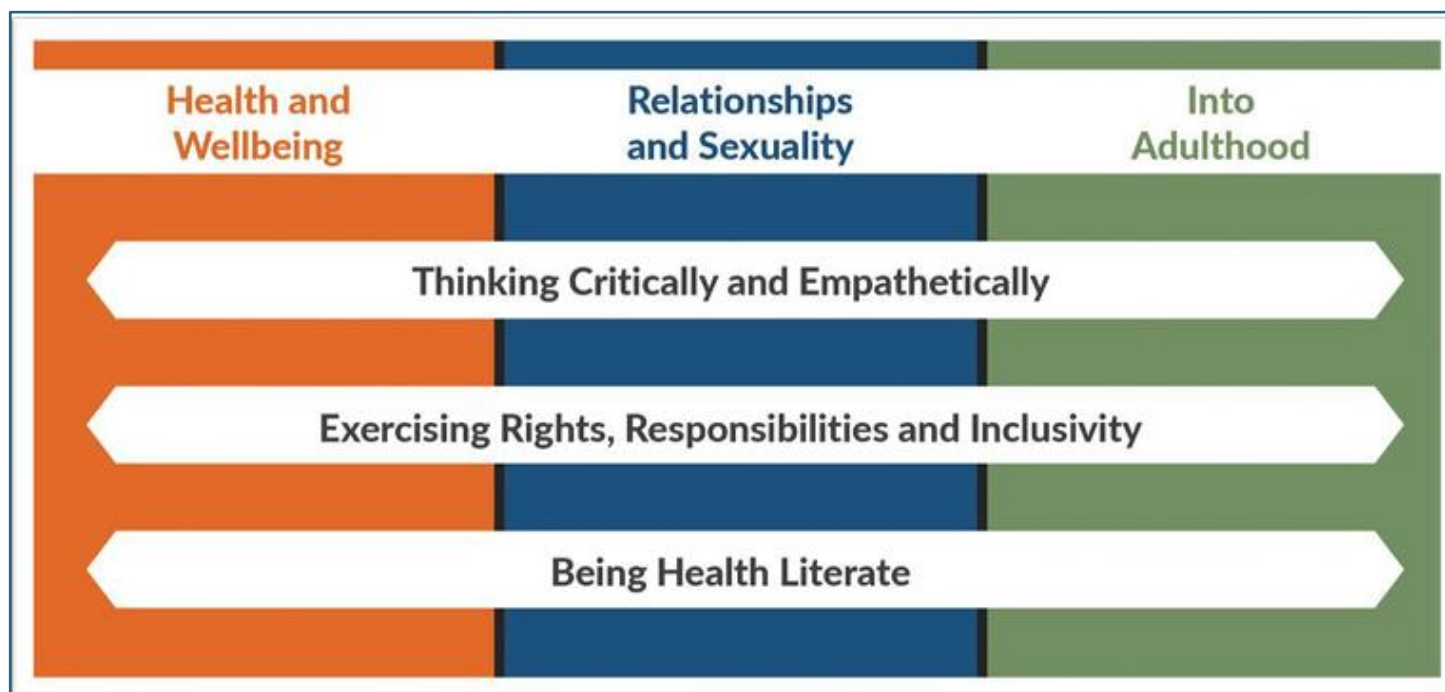 Health and
Wellbeing
Relationships
and Sexuality
Into
Adulthood
Thinking Critically and Empathetically
Exercising Rights, Responsibilities and Inclusivity
Being Health Literate